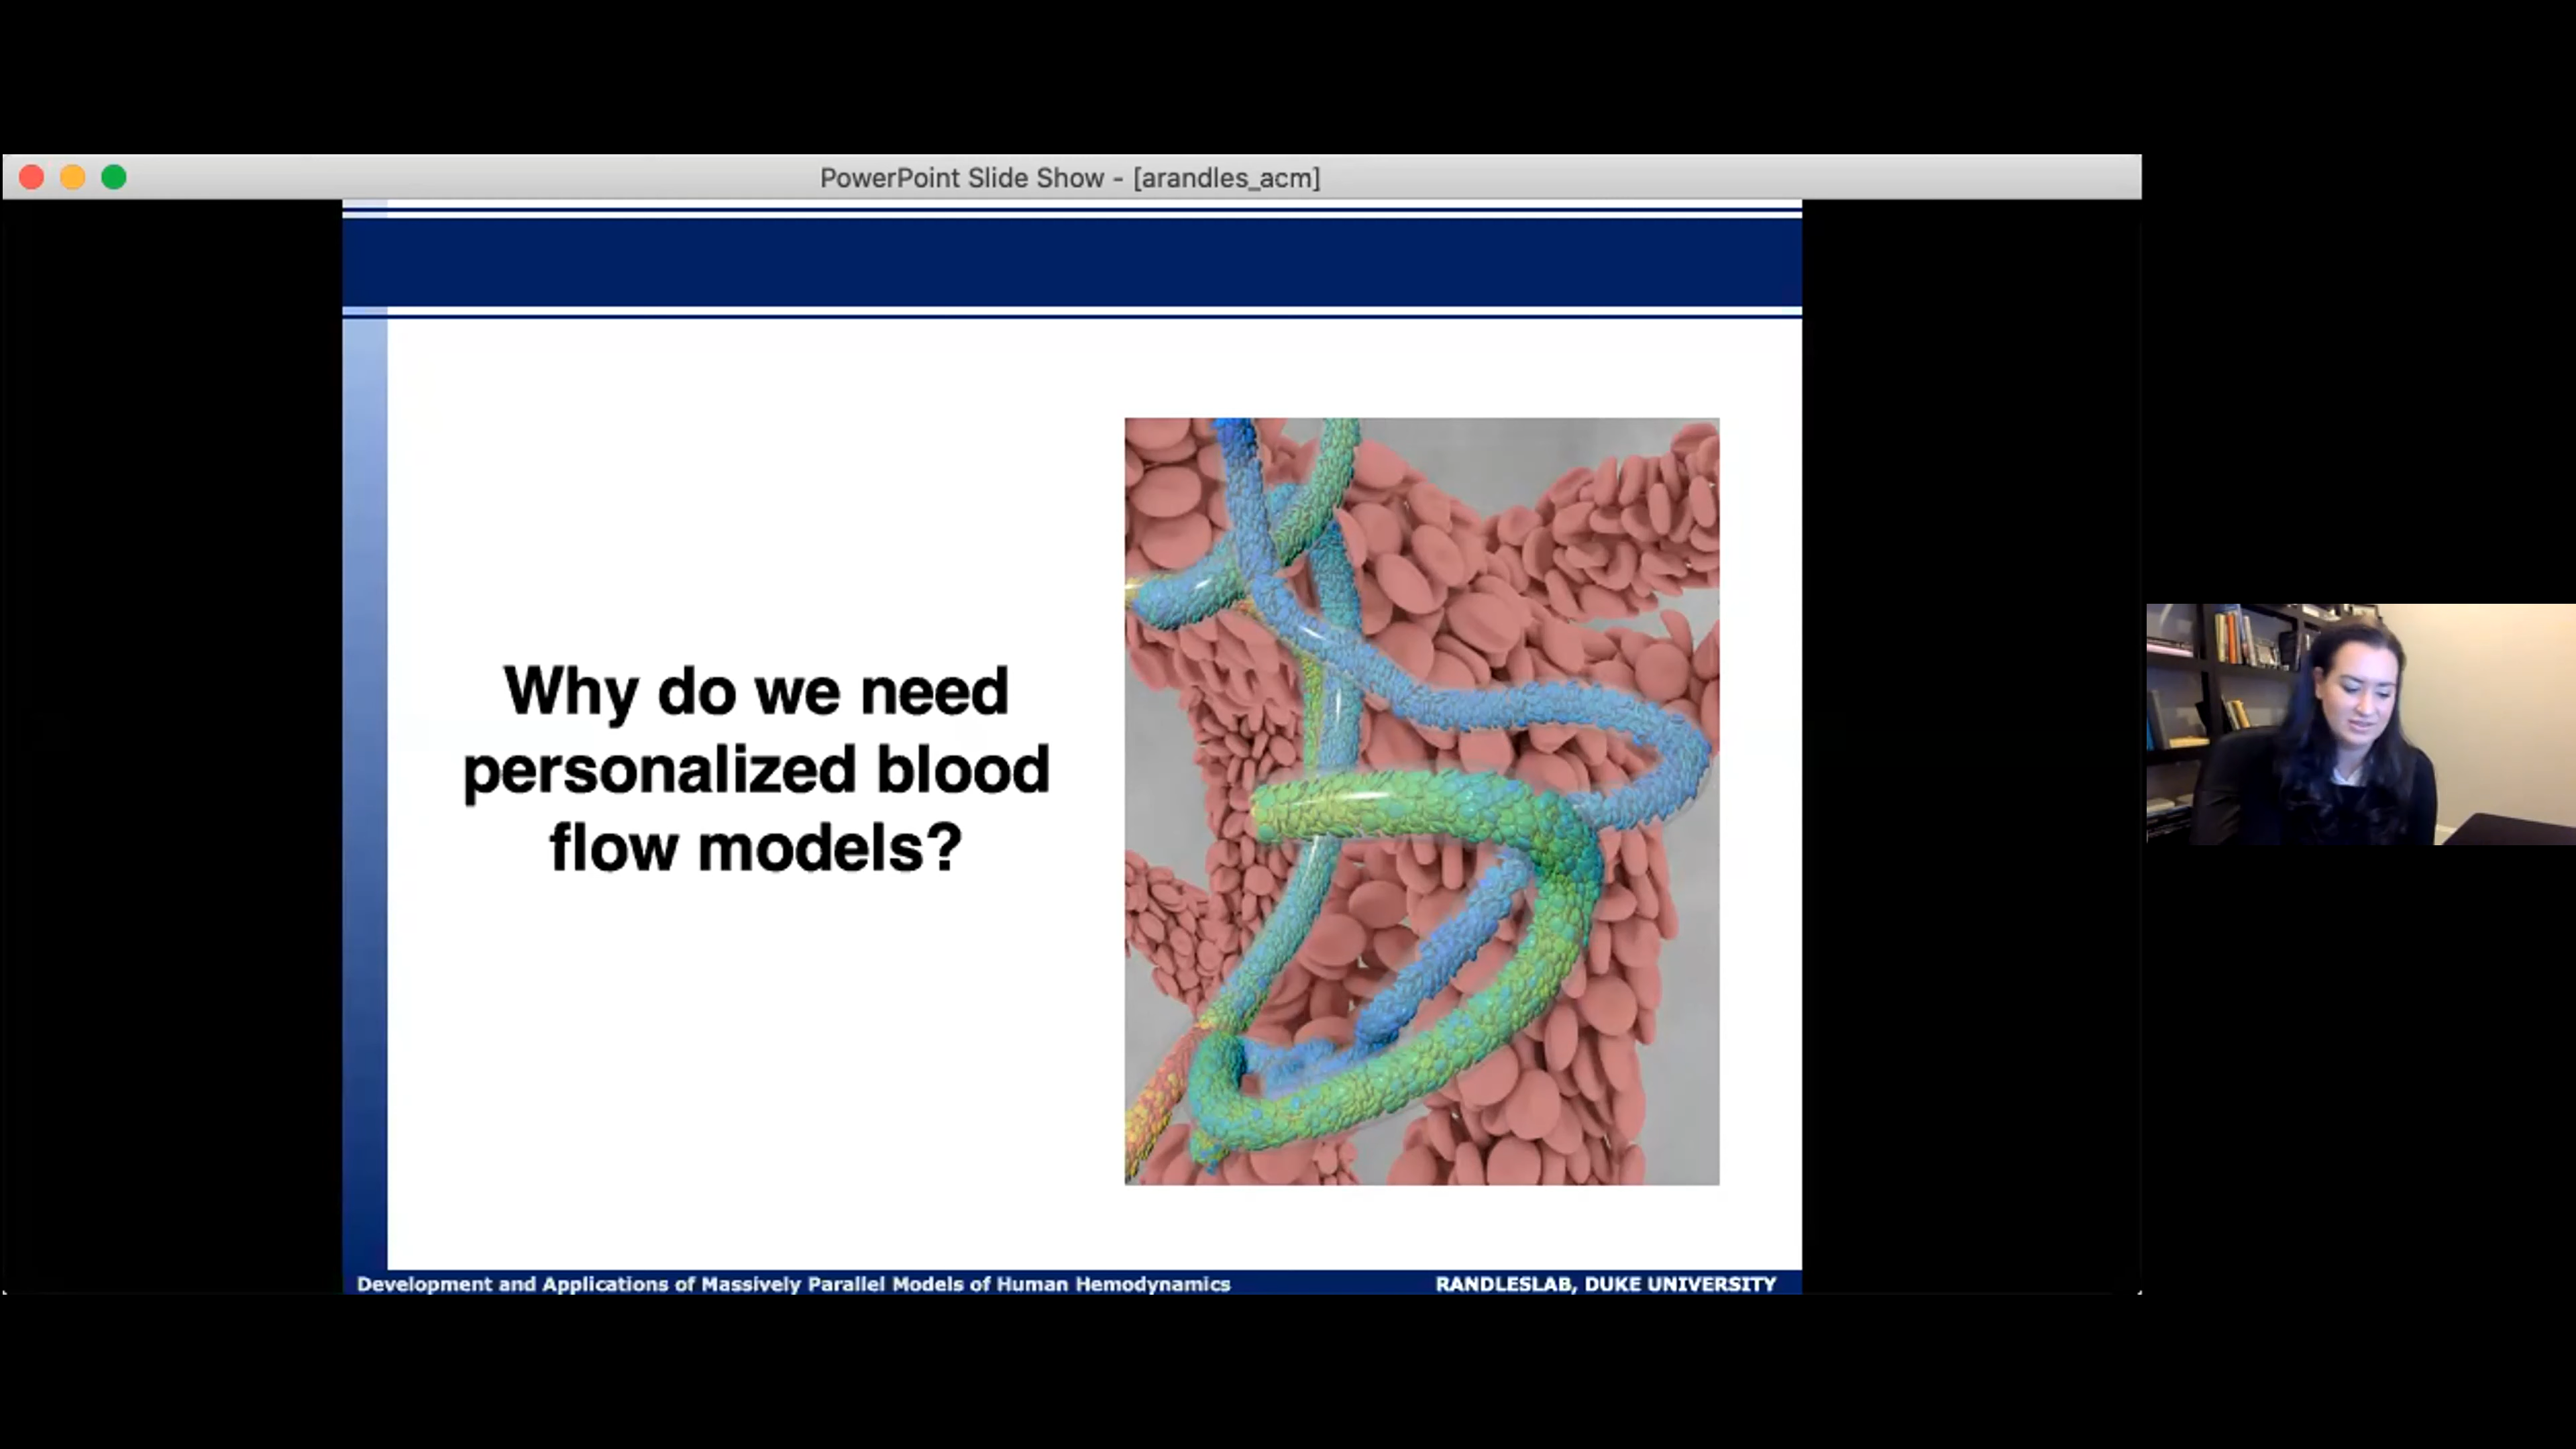 PowerPoint Slide Show - [arandles_acm]
Why do we need
personalized blood
flow models?
Development and Applications of Massively Parallel Models of Human Hemodynamics
RANDLESLAB, DUKE UNIVERSITY